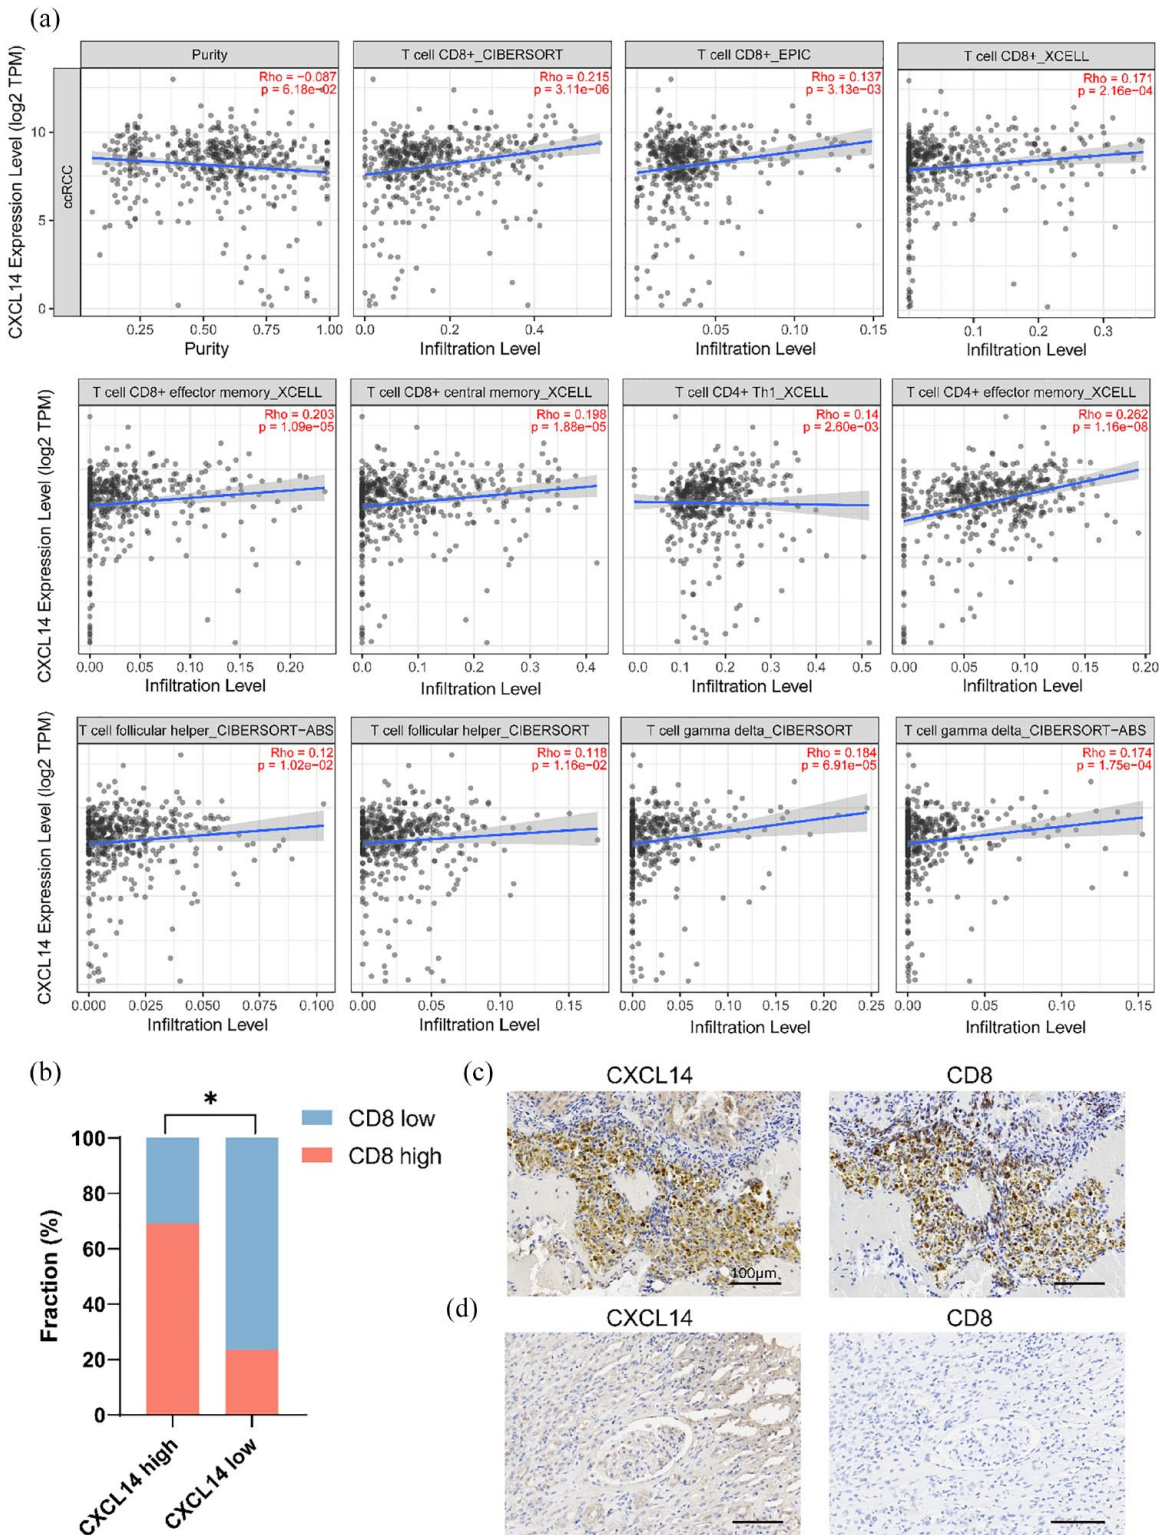 (a)
CXCL14 Expression Level (log2 TPM)
ccRCC
Purity
Rho = −0.087
p = 6.18e−02
10
5
0
0.25 0.50 0.75 1.00
Purity
T cell CD8+_CIBERSORT
Rho = 0.215
p = 3.11e−06
0.0 0.2 0.4
Infiltration Level
T cell CD8+_EPIC
Rho = 0.137
p = 3.13e−03
0.05 0.10 0.15
Infiltration Level
T cell CD8+_XCELL
Rho = 0.171
p = 2.16e−04
0.1 0.2 0.3
Infiltration Level
CXCL14 Expression Level (log2 TPM)
T cell CD8+ effector memory_XCELL
Rho = 0.203
p = 1.09e−05
0.00 0.05 0.10 0.15 0.20
Infiltration Level
T cell CD8+ central memory_XCELL
Rho = 0.198
p = 1.88e−05
0.0 0.1 0.2 0.3 0.4
Infiltration Level
T cell CD4+ Th1_XCELL
Rho = 0.14
p = 2.60e−03
0.0 0.1 0.2 0.3 0.4 0.5
Infiltration Level
T cell CD4+ effector memory_XCELL
Rho = 0.262
p = 1.16e−08
0.00 0.05 0.10 0.15 0.20
Infiltration Level
CXCL14 Expression Level (log2 TPM)
T cell follicular helper_CIBERSORT−ABS
Rho = 0.12
p = 1.02e−02
0.000 0.025 0.050 0.075 0.100
Infiltration Level
T cell follicular helper_CIBERSORT
Rho = 0.118
p = 1.16e−02
0.00 0.05 0.10 0.15
Infiltration Level
T cell gamma delta_CIBERSORT
Rho = 0.184
p = 6.91e−05
0.00 0.05 0.10 0.15 0.20 0.25
Infiltration Level
T cell gamma delta_CIBERSORT−ABS
Rho = 0.174
p = 1.75e−04
0.00 0.05 0.10 0.15
Infiltration Level
(b)
*
CD8 low
CD8 high
Fraction (%)
100
80
60
40
20
0
CXCL14 high
CXCL14 low
(c)
CXCL14
CD8
100μm
(d)
CXCL14
CD8